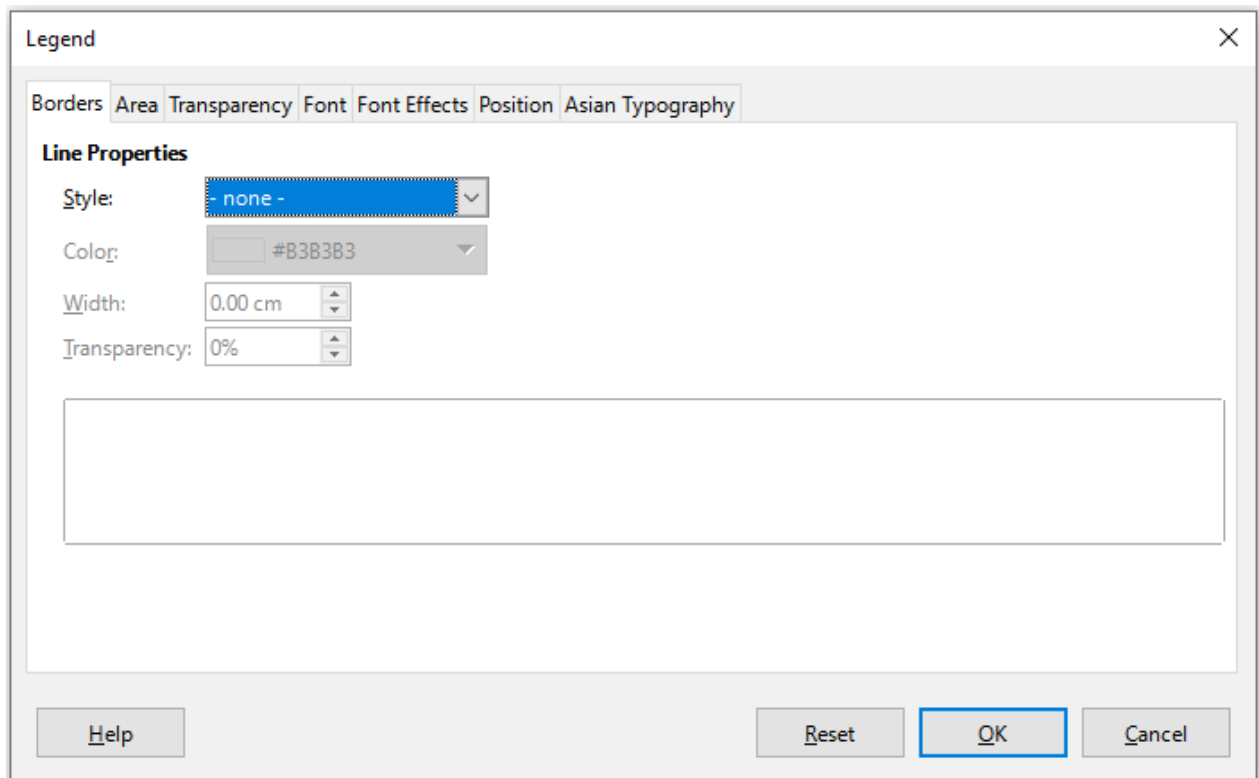 Legend
Borders Area Transparency Font Font Effects Position Asian Typography
Line Properties
Style: - none -
Color: #B3B3B3
Width: 0.00 cm
Transparency: 0%
Help Reset OK Cancel